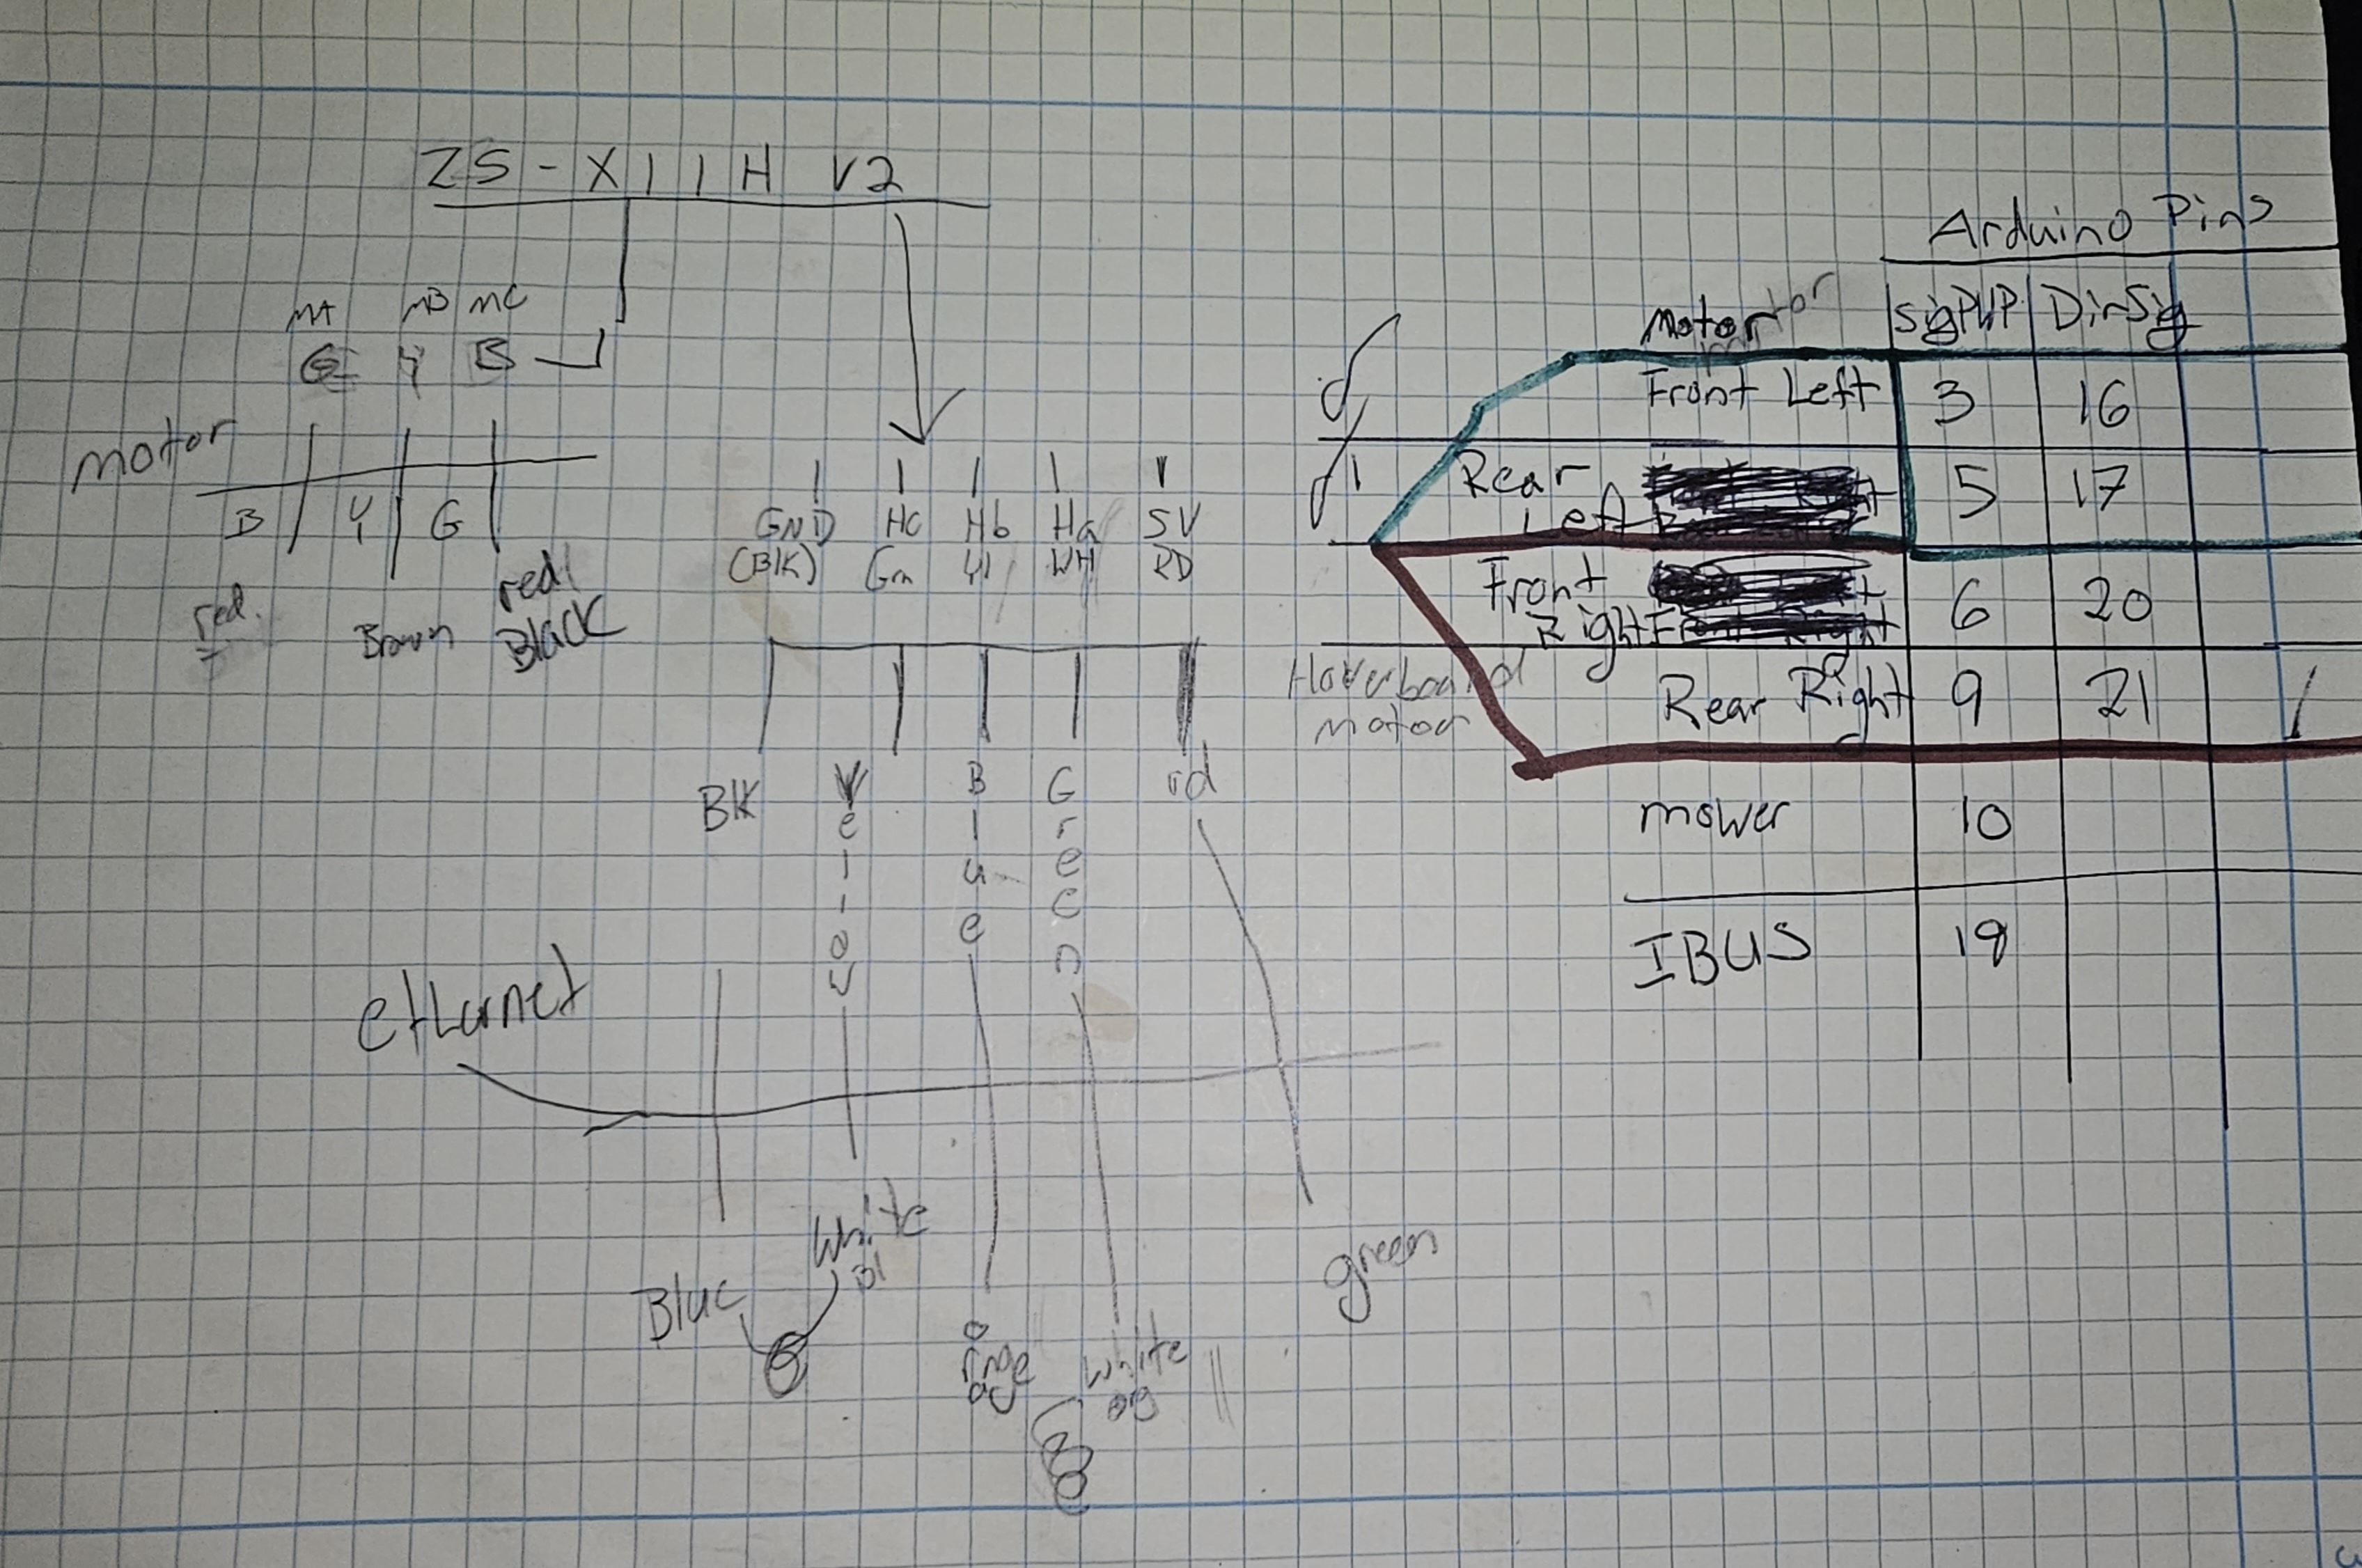 ZS-X11H V2
MA MB MC
G Y B
motor
B Y G
red. Brown red/
Black
GND HC Hb Ha 5V
(Blk) Gn Yl WH RD
Hoverboard
motor
Blk Yellow Blue Green rd
ethernet
Blue White
Bl
orange
White
org
green
Arduino Pins
Motor SigPWP DirSig
Front Left 3 16
Rear
Left 5 17
Front
Right 6 20
Rear Right 9 21
mower 10
IBUS 19